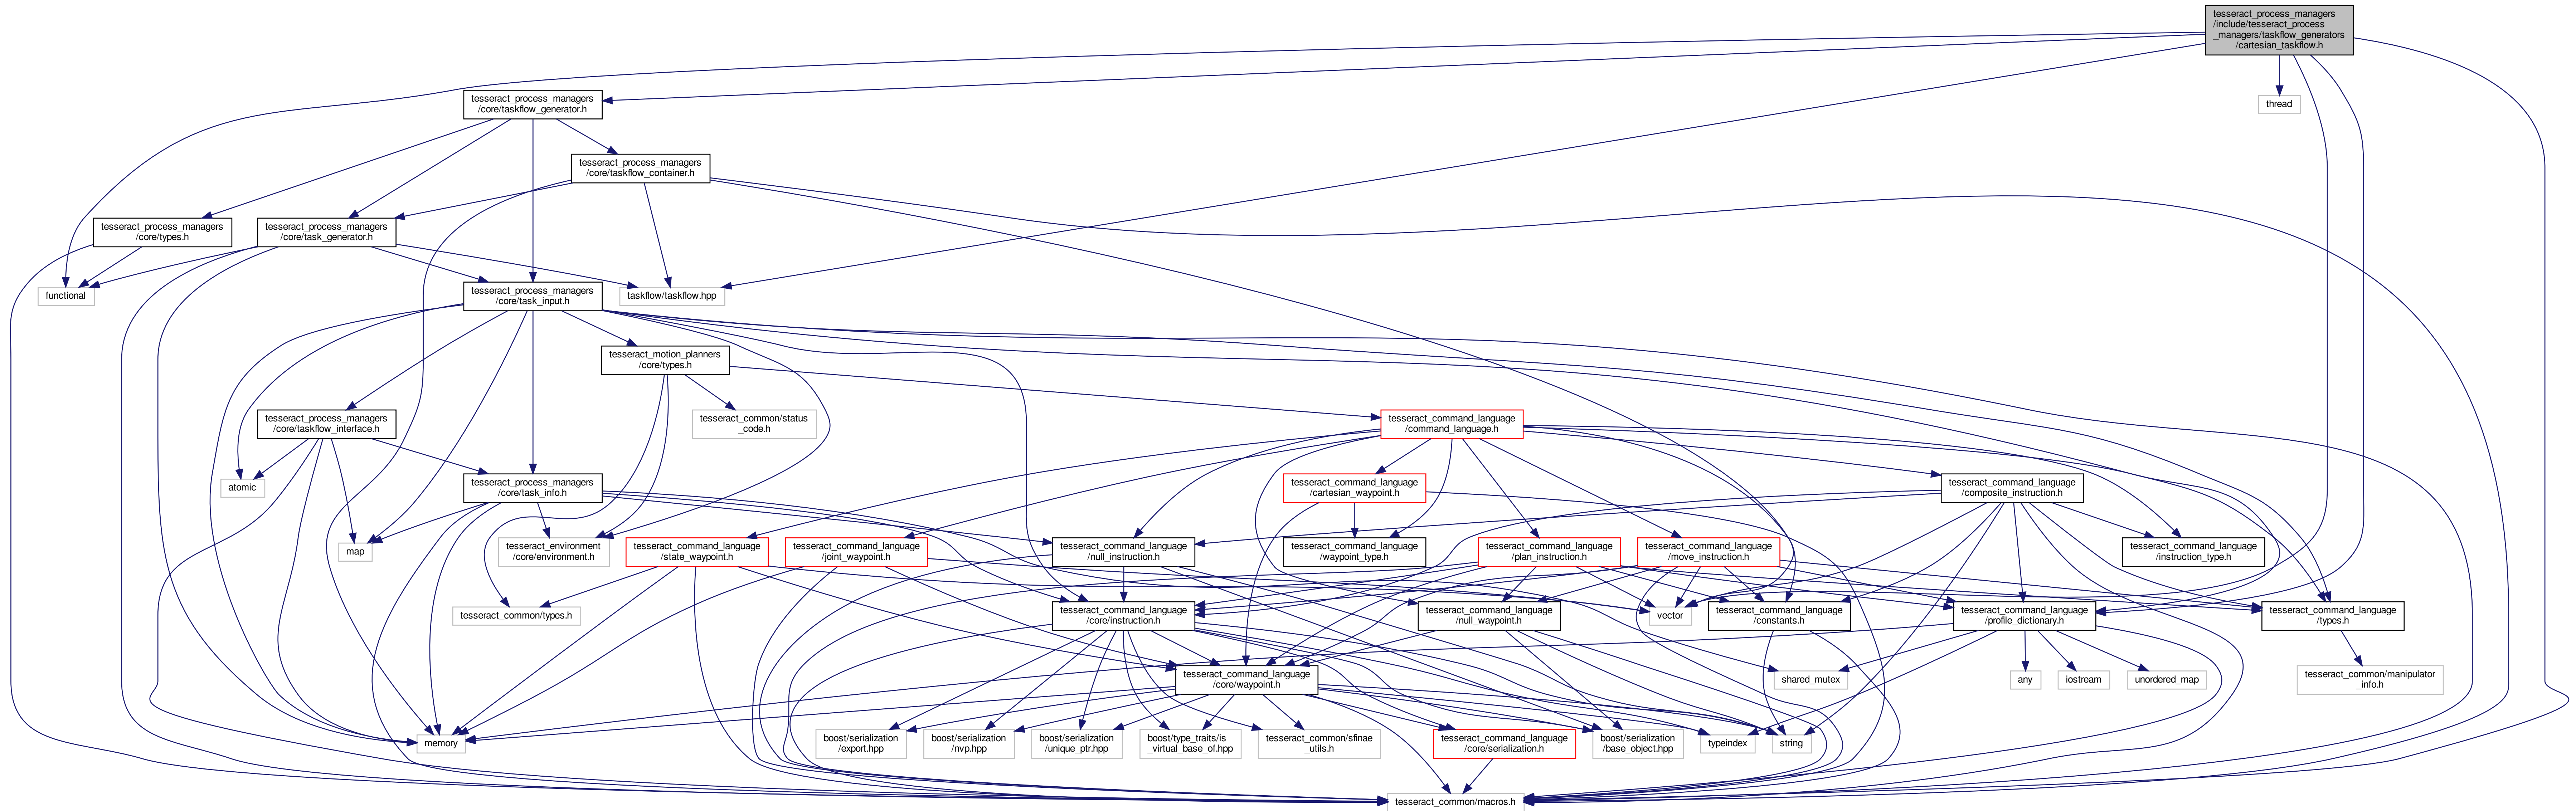 tesseract_process_managers
/include/tesseract_process
_managers/taskflow_generators
/cartesian_taskflow.h
tesseract_process_managers
/core/taskflow_generator.h
thread
tesseract_process_managers
/core/taskflow_container.h
tesseract_process_managers
/core/types.h
tesseract_process_managers
/core/task_generator.h
functional
tesseract_process_managers
/core/task_input.h
taskflow/taskflow.hpp
tesseract_motion_planners
/core/types.h
tesseract_process_managers
/core/taskflow_interface.h
tesseract_common/status
_code.h
tesseract_command_language
/command_language.h
atomic
tesseract_process_managers
/core/task_info.h
tesseract_command_language
/cartesian_waypoint.h
tesseract_command_language
/composite_instruction.h
map
tesseract_environment
/core/environment.h
tesseract_command_language
/state_waypoint.h
tesseract_command_language
/joint_waypoint.h
tesseract_command_language
/null_instruction.h
tesseract_command_language
/waypoint_type.h
tesseract_command_language
/plan_instruction.h
tesseract_command_language
/move_instruction.h
tesseract_command_language
/instruction_type.h
tesseract_common/types.h
tesseract_command_language
/core/instruction.h
tesseract_command_language
/null_waypoint.h
vector
tesseract_command_language
/constants.h
tesseract_command_language
/profile_dictionary.h
tesseract_command_language
/types.h
tesseract_command_language
/core/waypoint.h
shared_mutex
any
iostream
unordered_map
tesseract_common/manipulator
_info.h
memory
boost/serialization
/export.hpp
boost/serialization
/nvp.hpp
boost/serialization
/unique_ptr.hpp
boost/type_traits/is
_virtual_base_of.hpp
tesseract_common/sfinae
_utils.h
tesseract_command_language
/core/serialization.h
boost/serialization
/base_object.hpp
typeindex
string
tesseract_common/macros.h